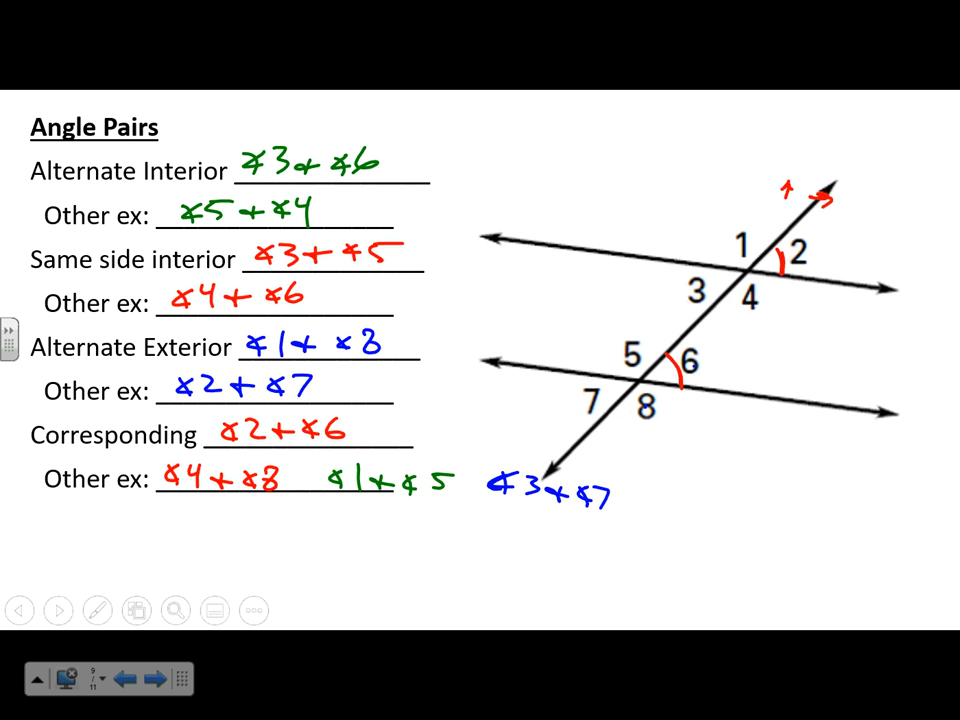 Angle Pairs
Alternate Interior ∡3 + ∡6
Other ex: ∡5 + ∡4
Same side interior ∡3 + ∡5
Other ex: ∡4 + ∡6
Alternate Exterior ∡1 + ∡8
Other ex: ∡2 + ∡7
Corresponding ∡2 + ∡6
Other ex: ∡4 + ∡8 ∡1 + ∡5 ∡3 + ∡7
1 2
3 4
5 6
7 8
9 / 11